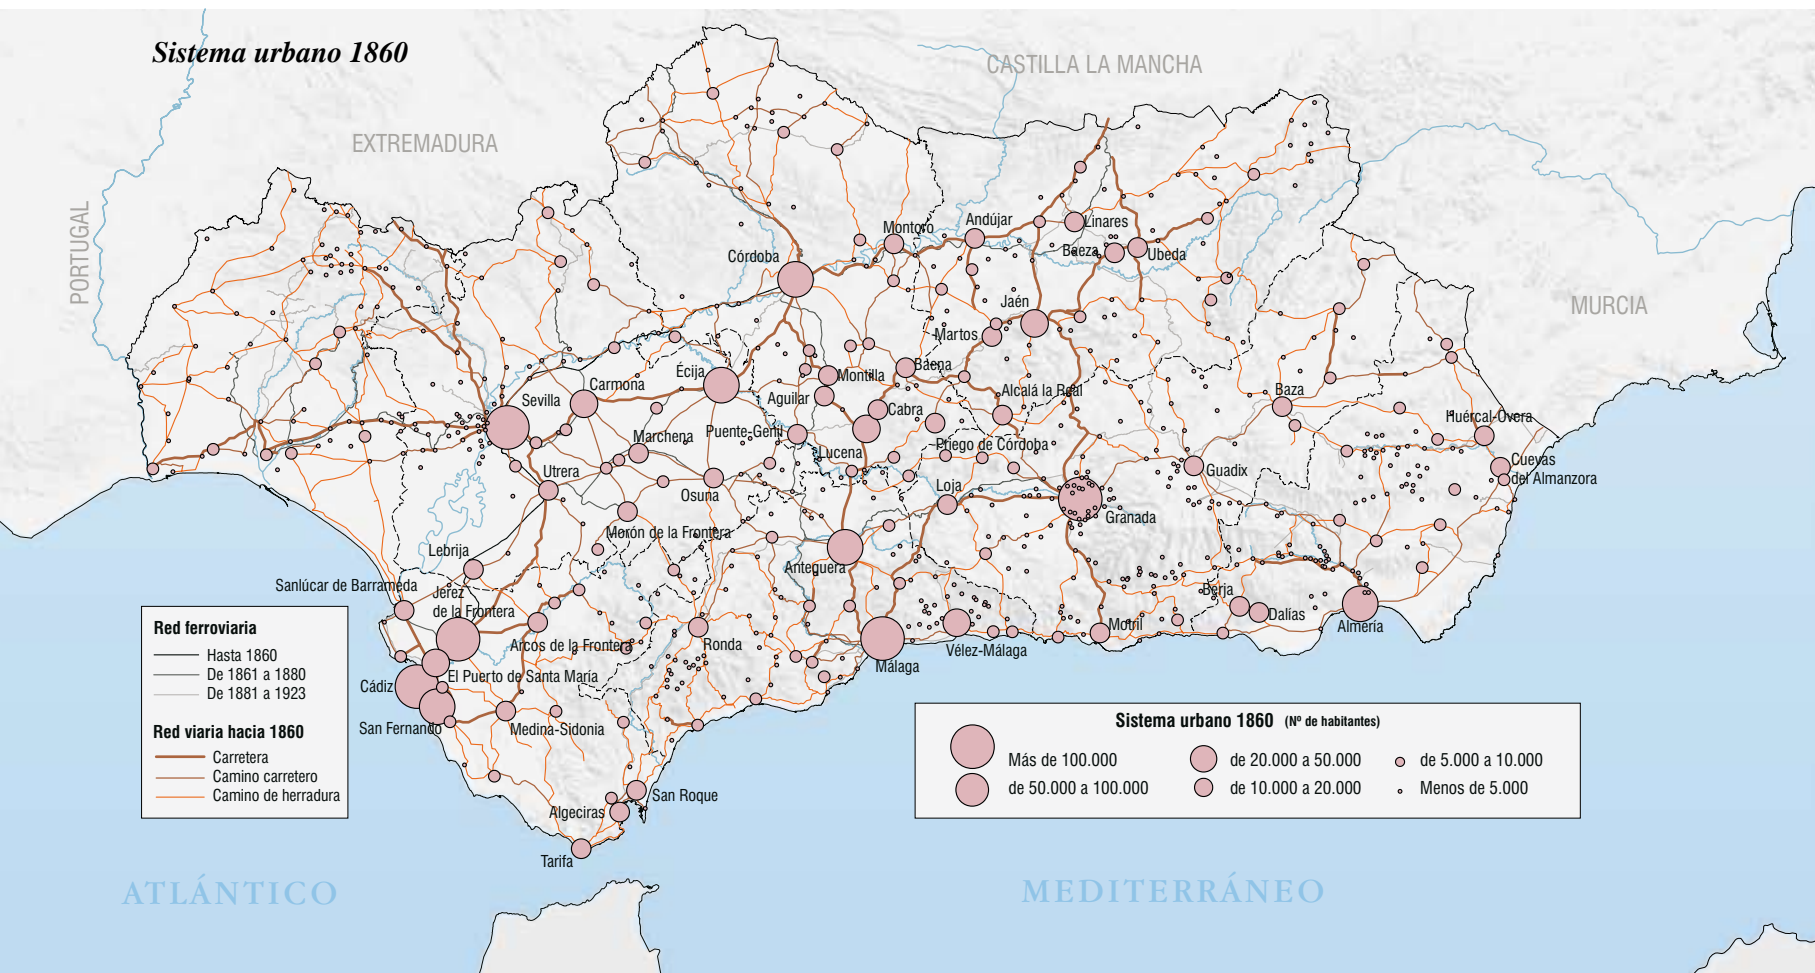 Sistema urbano 1860
CASTILLA LA MANCHA
EXTREMADURA
PORTUGAL
MURCIA
Montoro
Andújar
Linares
Baeza
Ubeda
Córdoba
Jaén
Martos
Écija
Carmona
Sevilla
Montilla
Baena
Aguilar
Cabra
Alcalá la Real
Baza
Huércal-Overa
Marchena
Puente-Genil
Priego de Córdoba
Lucena
Utrera
Osuna
Loja
Guadix
Cuevas
del Almanzora
Granada
Morón de la Frontera
Lebrija
Antequera
Sanlúcar de Barrameda
Jerez
de la Frontera
Berja
Dalías
Almería
Arcos de la Frontera
Ronda
Motril
Vélez-Málaga
Málaga
El Puerto de Santa María
Cádiz
San Fernando
Medina-Sidonia
San Roque
Algeciras
Tarifa
Red ferroviaria
Hasta 1860
De 1861 a 1880
De 1881 a 1923
Red viaria hacia 1860
Carretera
Camino carretero
Camino de herradura
Sistema urbano 1860 (Nº de habitantes)
Más de 100.000
de 20.000 a 50.000
de 5.000 a 10.000
de 50.000 a 100.000
de 10.000 a 20.000
Menos de 5.000
ATLÁNTICO
MEDITERRÁNEO